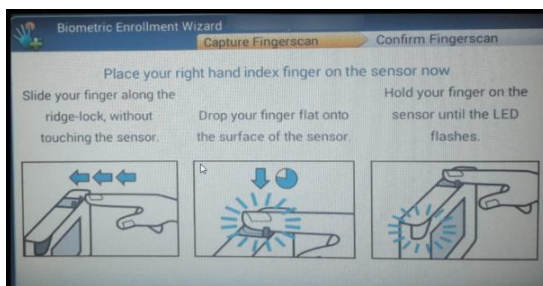 Biometric Enrollment Wizard
Capture Fingerscan
Confirm Fingerscan
Place your right hand index finger on the sensor now
Slide your finger along the
ridge-lock, without
touching the sensor.
Drop your finger flat onto
the surface of the sensor.
Hold your finger on the
sensor until the LED
flashes.